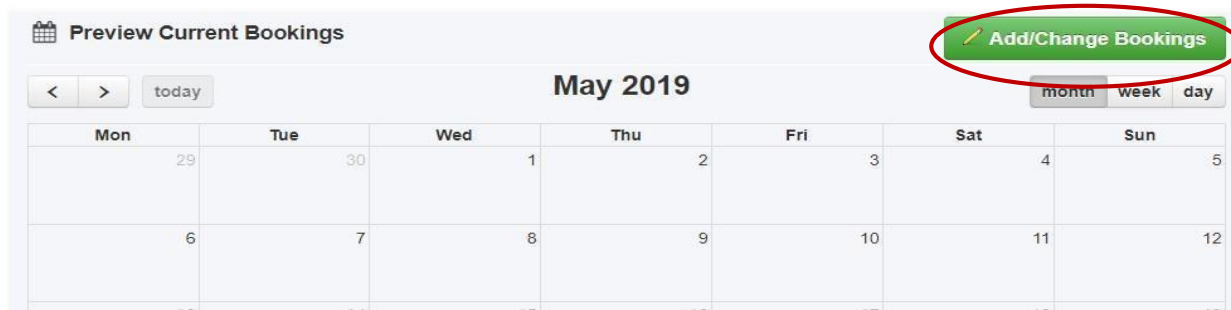 Preview Current Bookings Add/Change Bookings
< > today May 2019 month week day
Mon Tue Wed Thu Fri Sat Sun
29 30 1 2 3 4 5
6 7 8 9 10 11 12